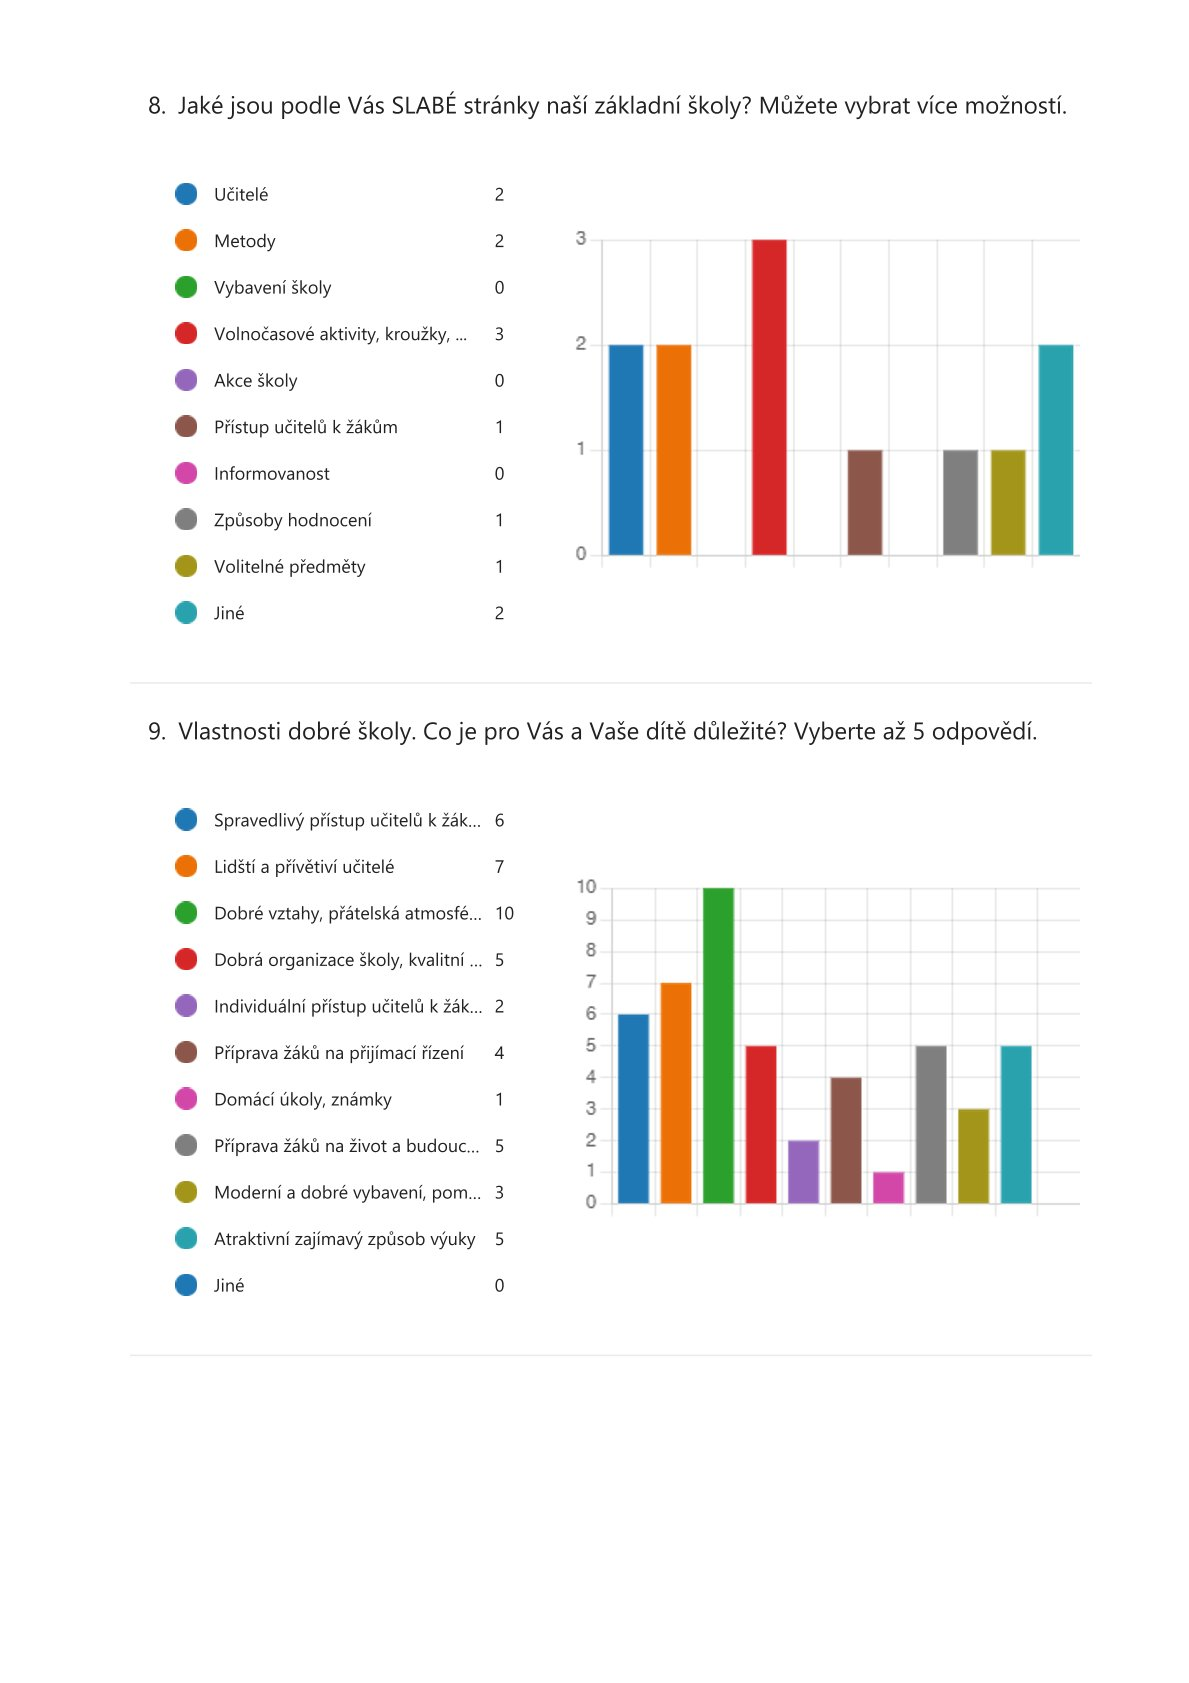 8. Jaké jsou podle Vás SLABÉ stránky naší základní školy? Můžete vybrat více možností.
Učitelé 2
Metody 2
Vybavení školy 0
Volnočasové aktivity, kroužky, ... 3
Akce školy 0
Přístup učitelů k žákům 1
Informovanost 0
Způsoby hodnocení 1
Volitelné předměty 1
Jiné 2
3
2
1
0
9. Vlastnosti dobré školy. Co je pro Vás a Vaše dítě důležité? Vyberte až 5 odpovědí.
Spravedlivý přístup učitelů k žák... 6
Lidští a přívětiví učitelé 7
Dobré vztahy, přátelská atmosfé... 10
Dobrá organizace školy, kvalitní ... 5
Individuální přístup učitelů k žák... 2
Příprava žáků na přijímací řízení 4
Domácí úkoly, známky 1
Příprava žáků na život a budouc... 5
Moderní a dobré vybavení, pom... 3
Atraktivní zajímavý způsob výuky 5
Jiné 0
10
9
8
7
6
5
4
3
2
1
0